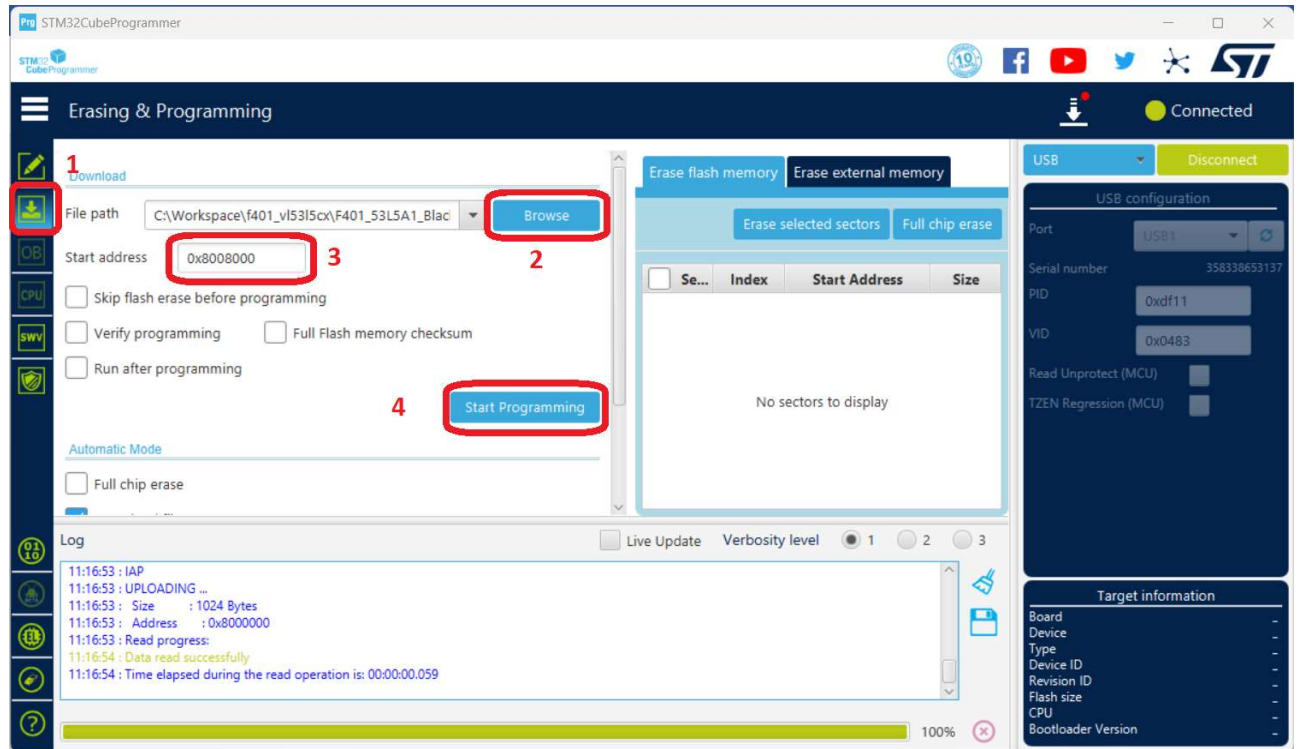 Prg STM32CubeProgrammer
STM32
CubeProgrammer
10
Erasing & Programming
Connected
1
Download
File path C:\Workspace\f401_vl53l5cx\F401_53L5A1_Blac Browse
2
Start address 0x8008000 3
Skip flash erase before programming
Verify programming Full Flash memory checksum
Run after programming
4 Start Programming
Automatic Mode
Full chip erase
Erase flash memory Erase external memory
Erase selected sectors Full chip erase
Se... Index Start Address Size
No sectors to display
USB Disconnect
USB configuration
Port USB1
Serial number 358338653137
PID 0xdf11
VID 0x0483
Read Unprotect (MCU)
TZEN Regression (MCU)
OB
CPU
SWV
Log Live Update Verbosity level 1 2 3
11:16:53 : IAP
11:16:53 : UPLOADING ...
11:16:53 : Size : 1024 Bytes
11:16:53 : Address : 0x8000000
11:16:53 : Read progress:
11:16:54 : Data read successfully
11:16:54 : Time elapsed during the read operation is: 00:00:00.059
100%
Target information
Board -
Device -
Type -
Device ID -
Revision ID -
Flash size -
CPU -
Bootloader Version -